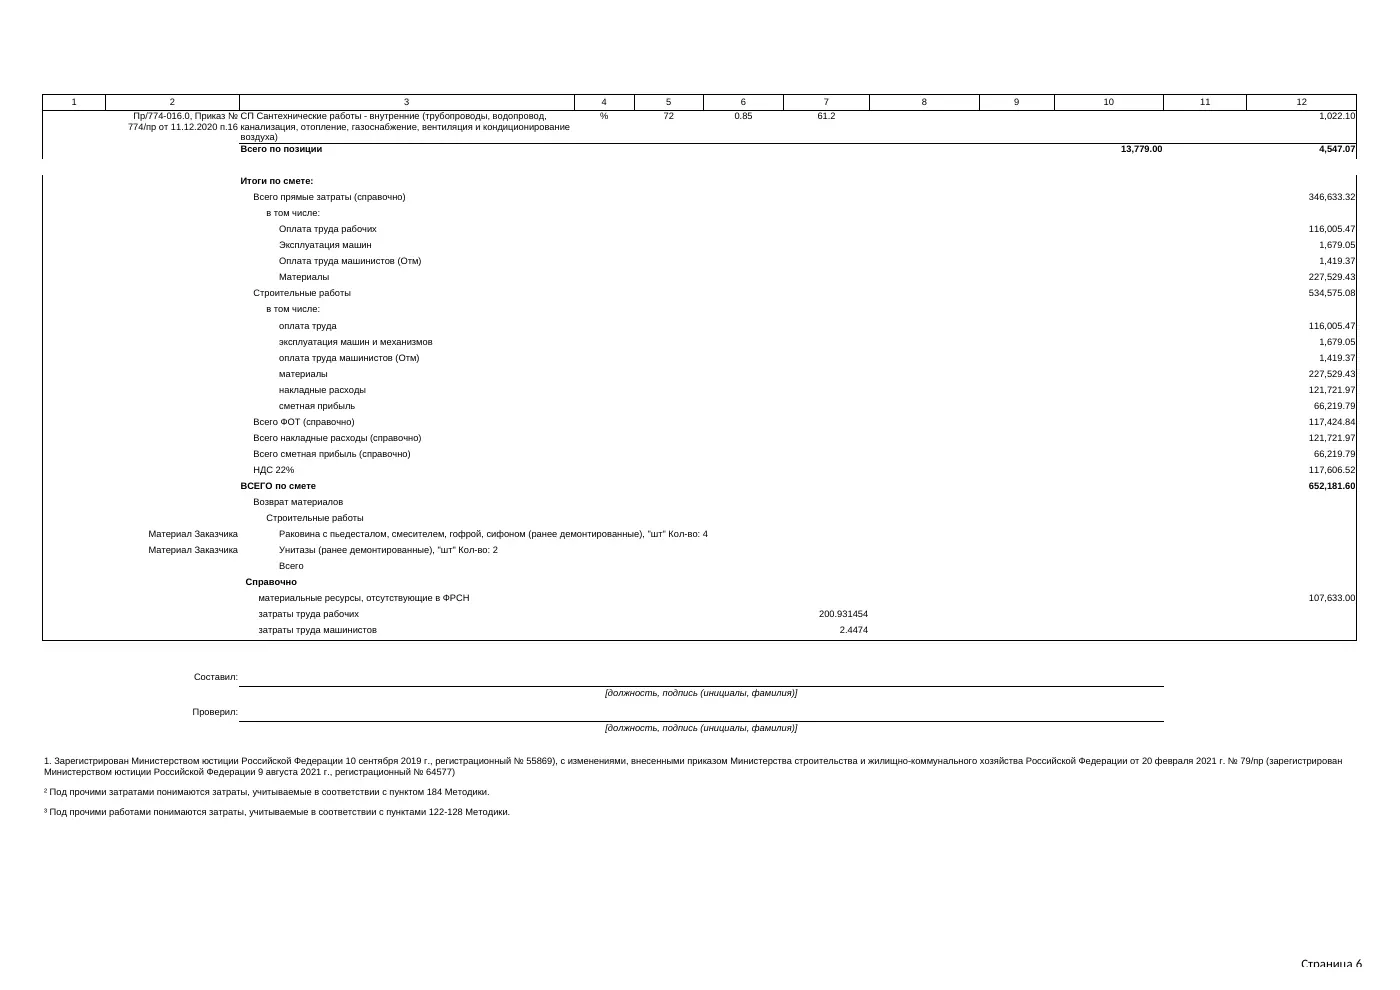 1 2 3 4 5 6 7 8 9 10 11 12
Пр/774-016.0, Приказ № СП Сантехнические работы - внутренние (трубопроводы, водопровод, % 72 0.85 61.2 1,022.10
774/пр от 11.12.2020 п.16 канализация, отопление, газоснабжение, вентиляция и кондиционирование
воздуха)
Всего по позиции 13,779.00 4,547.07
Итоги по смете:
Всего прямые затраты (справочно) 346,633.32
в том числе:
Оплата труда рабочих 116,005.47
Эксплуатация машин 1,679.05
Оплата труда машинистов (Отм) 1,419.37
Материалы 227,529.43
Строительные работы 534,575.08
в том числе:
оплата труда 116,005.47
эксплуатация машин и механизмов 1,679.05
оплата труда машинистов (Отм) 1,419.37
материалы 227,529.43
накладные расходы 121,721.97
сметная прибыль 66,219.79
Всего ФОТ (справочно) 117,424.84
Всего накладные расходы (справочно) 121,721.97
Всего сметная прибыль (справочно) 66,219.79
НДС 22% 117,606.52
ВСЕГО по смете 652,181.60
Возврат материалов
Строительные работы
Материал Заказчика Раковина с пьедесталом, смесителем, гофрой, сифоном (ранее демонтированные), "шт" Кол-во: 4
Материал Заказчика Унитазы (ранее демонтированные), "шт" Кол-во: 2
Всего
Справочно
материальные ресурсы, отсутствующие в ФРСН 107,633.00
затраты труда рабочих 200.931454
затраты труда машинистов 2.4474
Составил:
[должность, подпись (инициалы, фамилия)]
Проверил:
[должность, подпись (инициалы, фамилия)]
1. Зарегистрирован Министерством юстиции Российской Федерации 10 сентября 2019 г., регистрационный № 55869), с изменениями, внесенными приказом Министерства строительства и жилищно-коммунального хозяйства Российской Федерации от 20 февраля 2021 г. № 79/пр (зарегистрирован
Министерством юстиции Российской Федерации 9 августа 2021 г., регистрационный № 64577)
² Под прочими затратами понимаются затраты, учитываемые в соответствии с пунктом 184 Методики.
³ Под прочими работами понимаются затраты, учитываемые в соответствии с пунктами 122-128 Методики.
Страница 6